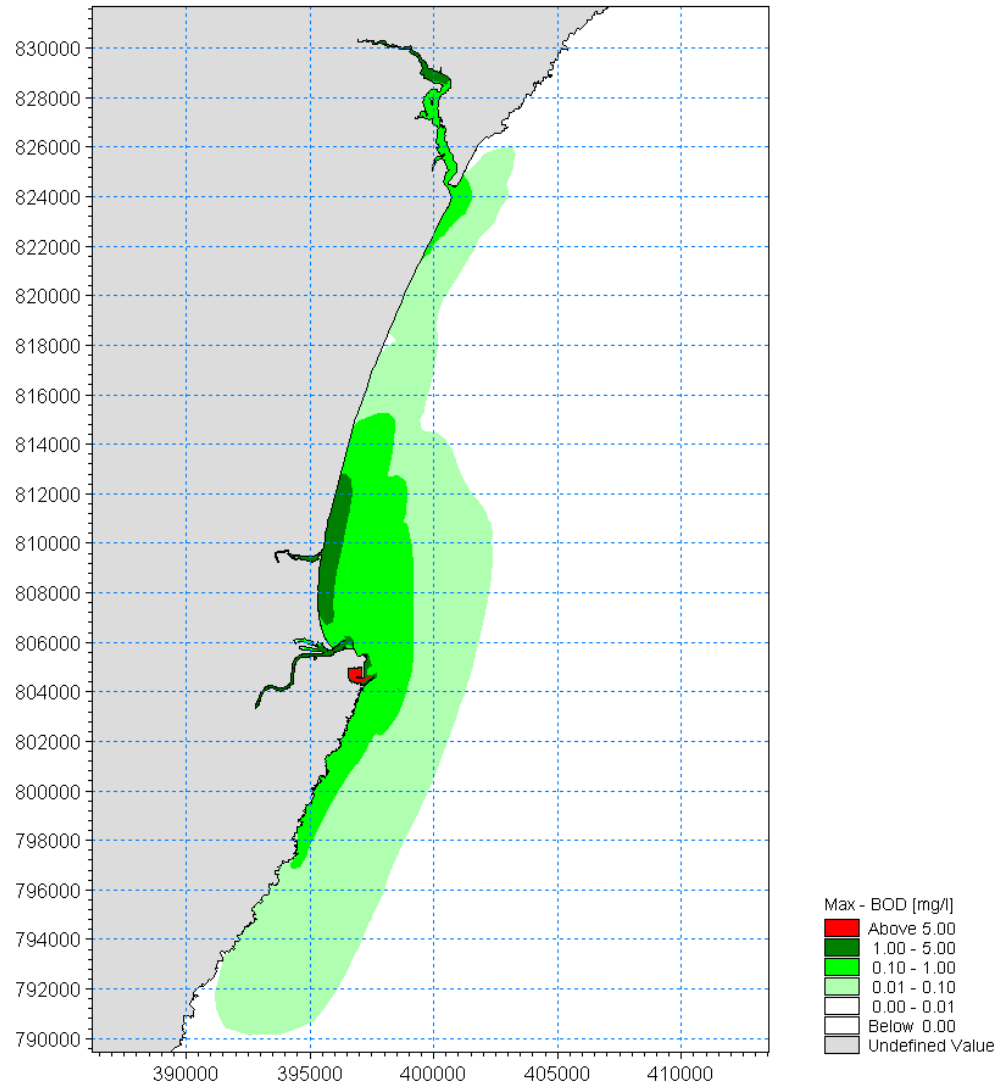 830000
828000
826000
824000
822000
820000
818000
816000
814000
812000
810000
808000
806000
804000
802000
800000
798000
796000
794000
792000
790000
390000 395000 400000 405000 410000
Max - BOD [mg/l]
Above 5.00
1.00 - 5.00
0.10 - 1.00
0.01 - 0.10
0.00 - 0.01
Below 0.00
Undefined Value